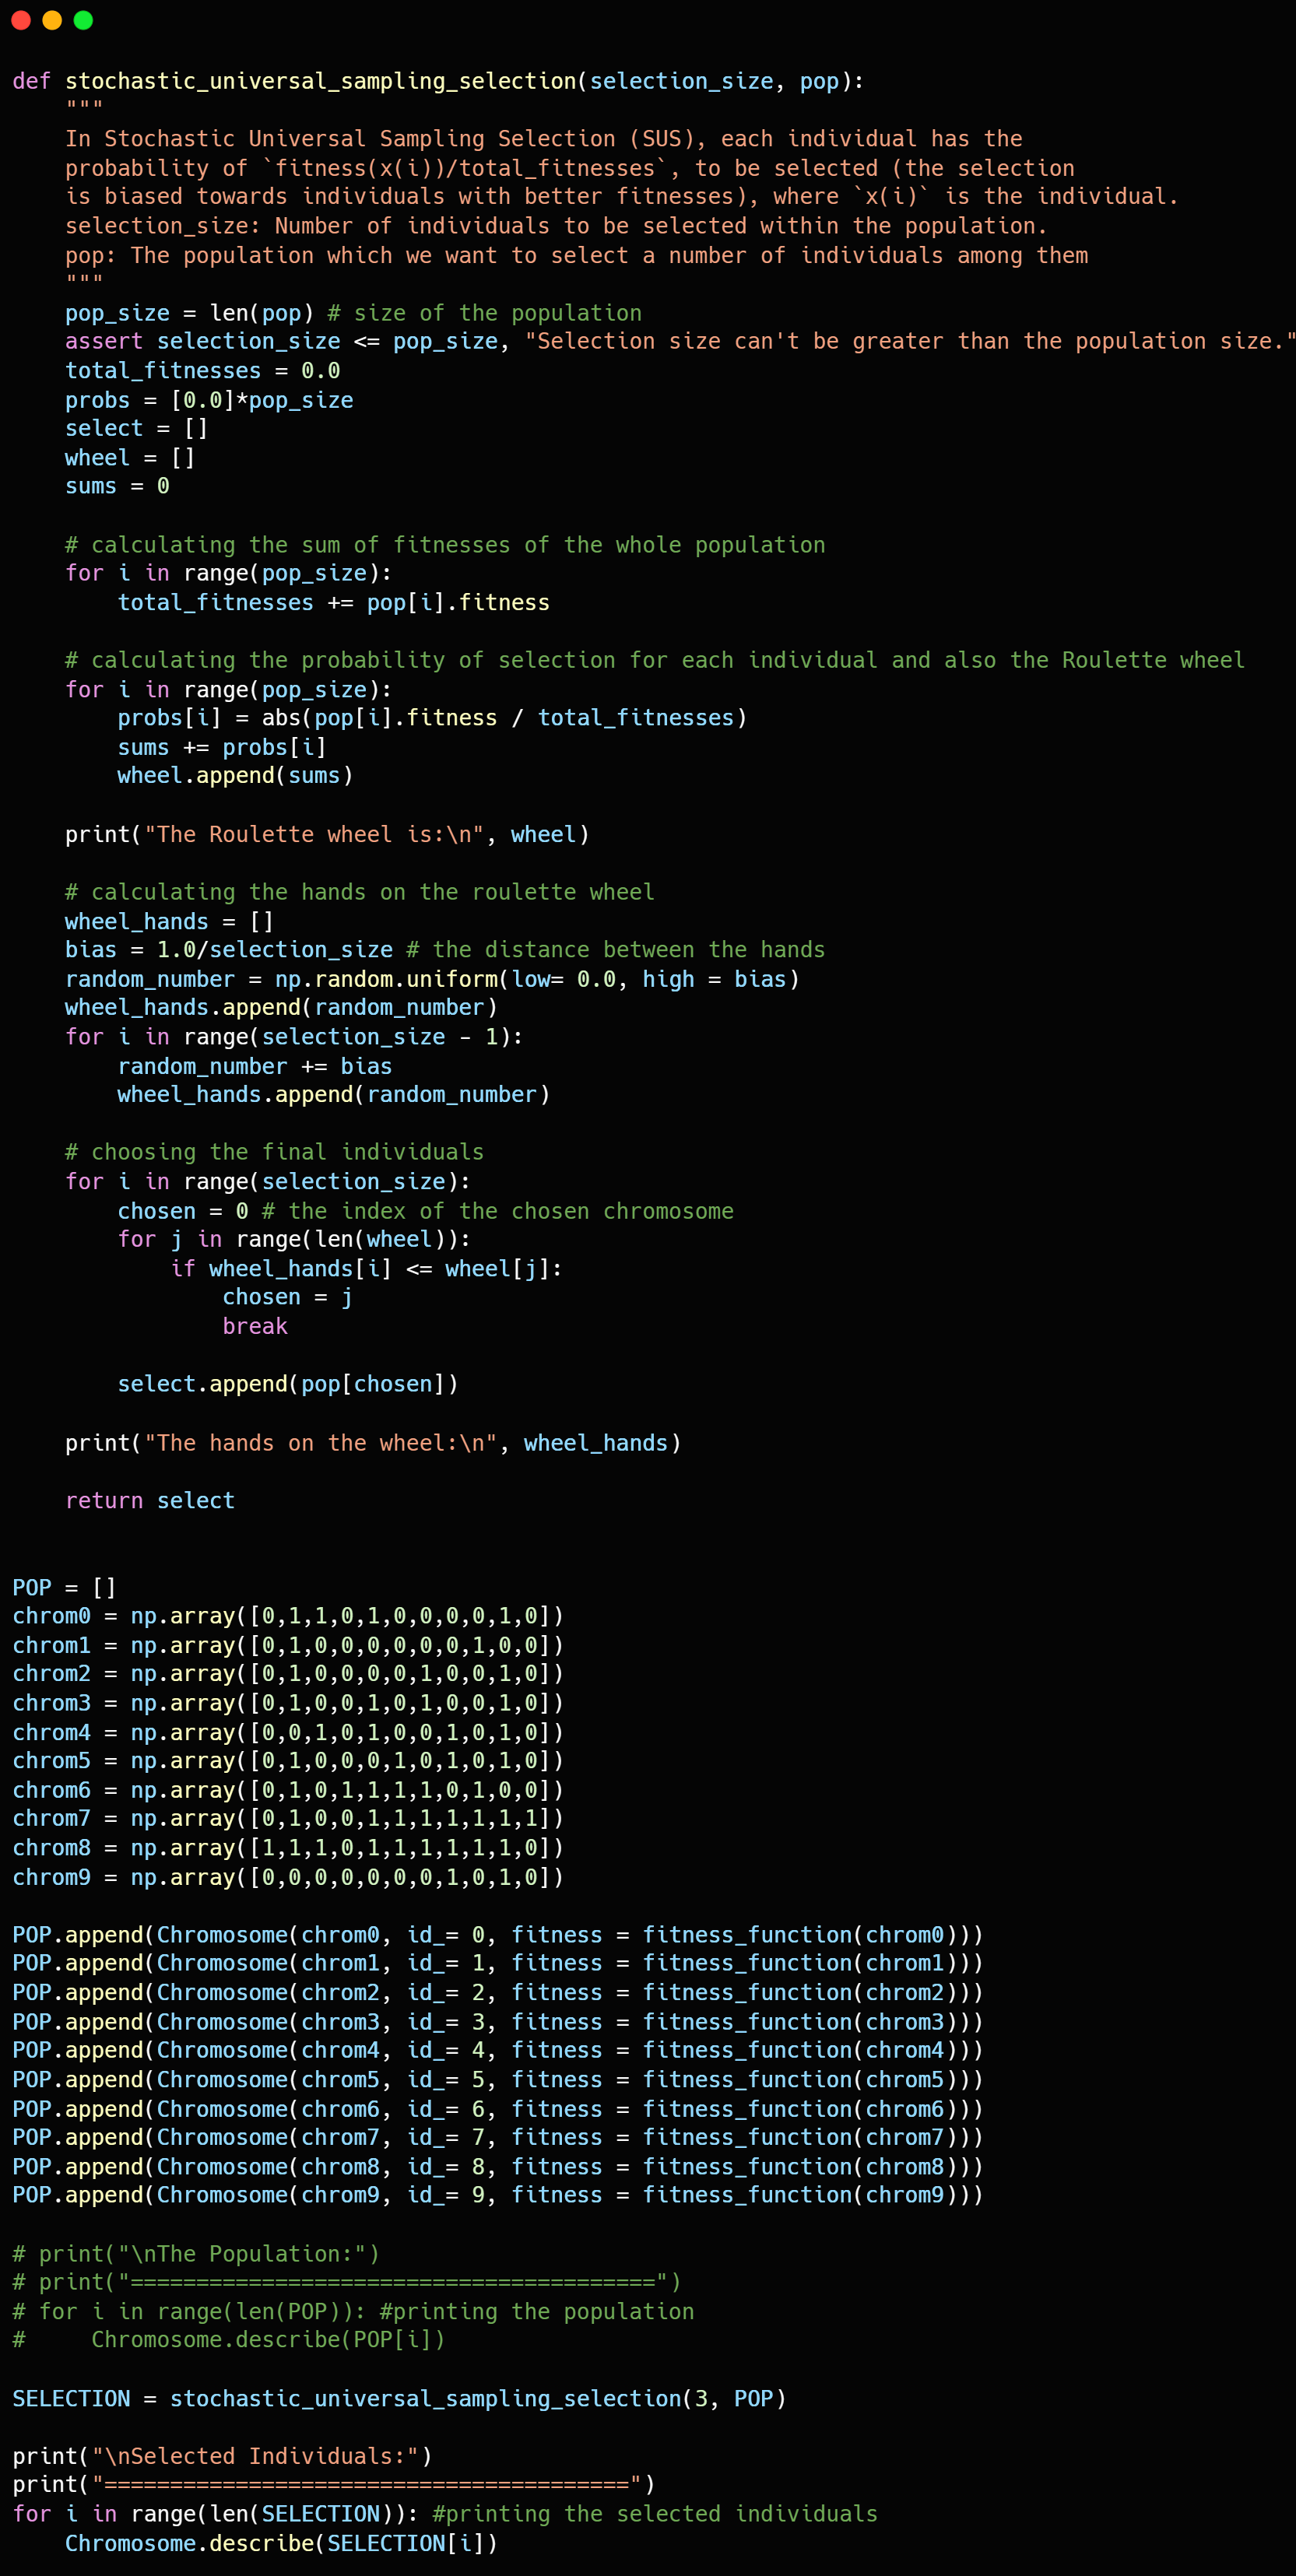 def stochastic_universal_sampling_selection(selection_size, pop):
    """
    In Stochastic Universal Sampling Selection (SUS), each individual has the
    probability of `fitness(x(i))/total_fitnesses`, to be selected (the selection
    is biased towards individuals with better fitnesses), where `x(i)` is the individual.
    selection_size: Number of individuals to be selected within the population.
    pop: The population which we want to select a number of individuals among them
    """
    pop_size = len(pop) # size of the population
    assert selection_size <= pop_size, "Selection size can't be greater than the population size."
    total_fitnesses = 0.0
    probs = [0.0]*pop_size
    select = []
    wheel = []
    sums = 0

    # calculating the sum of fitnesses of the whole population
    for i in range(pop_size):
        total_fitnesses += pop[i].fitness

    # calculating the probability of selection for each individual and also the Roulette wheel
    for i in range(pop_size):
        probs[i] = abs(pop[i].fitness / total_fitnesses)
        sums += probs[i]
        wheel.append(sums)

    print("The Roulette wheel is:\n", wheel)

    # calculating the hands on the roulette wheel
    wheel_hands = []
    bias = 1.0/selection_size # the distance between the hands
    random_number = np.random.uniform(low= 0.0, high = bias)
    wheel_hands.append(random_number)
    for i in range(selection_size - 1):
        random_number += bias
        wheel_hands.append(random_number)

    # choosing the final individuals
    for i in range(selection_size):
        chosen = 0 # the index of the chosen chromosome
        for j in range(len(wheel)):
            if wheel_hands[i] <= wheel[j]:
                chosen = j
                break

        select.append(pop[chosen])

    print("The hands on the wheel:\n", wheel_hands)

    return select


POP = []
chrom0 = np.array([0,1,1,0,1,0,0,0,0,1,0])
chrom1 = np.array([0,1,0,0,0,0,0,0,1,0,0])
chrom2 = np.array([0,1,0,0,0,0,1,0,0,1,0])
chrom3 = np.array([0,1,0,0,1,0,1,0,0,1,0])
chrom4 = np.array([0,0,1,0,1,0,0,1,0,1,0])
chrom5 = np.array([0,1,0,0,0,1,0,1,0,1,0])
chrom6 = np.array([0,1,0,1,1,1,1,0,1,0,0])
chrom7 = np.array([0,1,0,0,1,1,1,1,1,1,1])
chrom8 = np.array([1,1,1,0,1,1,1,1,1,1,0])
chrom9 = np.array([0,0,0,0,0,0,0,1,0,1,0])

POP.append(Chromosome(chrom0, id_= 0, fitness = fitness_function(chrom0)))
POP.append(Chromosome(chrom1, id_= 1, fitness = fitness_function(chrom1)))
POP.append(Chromosome(chrom2, id_= 2, fitness = fitness_function(chrom2)))
POP.append(Chromosome(chrom3, id_= 3, fitness = fitness_function(chrom3)))
POP.append(Chromosome(chrom4, id_= 4, fitness = fitness_function(chrom4)))
POP.append(Chromosome(chrom5, id_= 5, fitness = fitness_function(chrom5)))
POP.append(Chromosome(chrom6, id_= 6, fitness = fitness_function(chrom6)))
POP.append(Chromosome(chrom7, id_= 7, fitness = fitness_function(chrom7)))
POP.append(Chromosome(chrom8, id_= 8, fitness = fitness_function(chrom8)))
POP.append(Chromosome(chrom9, id_= 9, fitness = fitness_function(chrom9)))

# print("\nThe Population:")
# print("========================================")
# for i in range(len(POP)): #printing the population
#     Chromosome.describe(POP[i])

SELECTION = stochastic_universal_sampling_selection(3, POP)

print("\nSelected Individuals:")
print("========================================")
for i in range(len(SELECTION)): #printing the selected individuals
    Chromosome.describe(SELECTION[i])